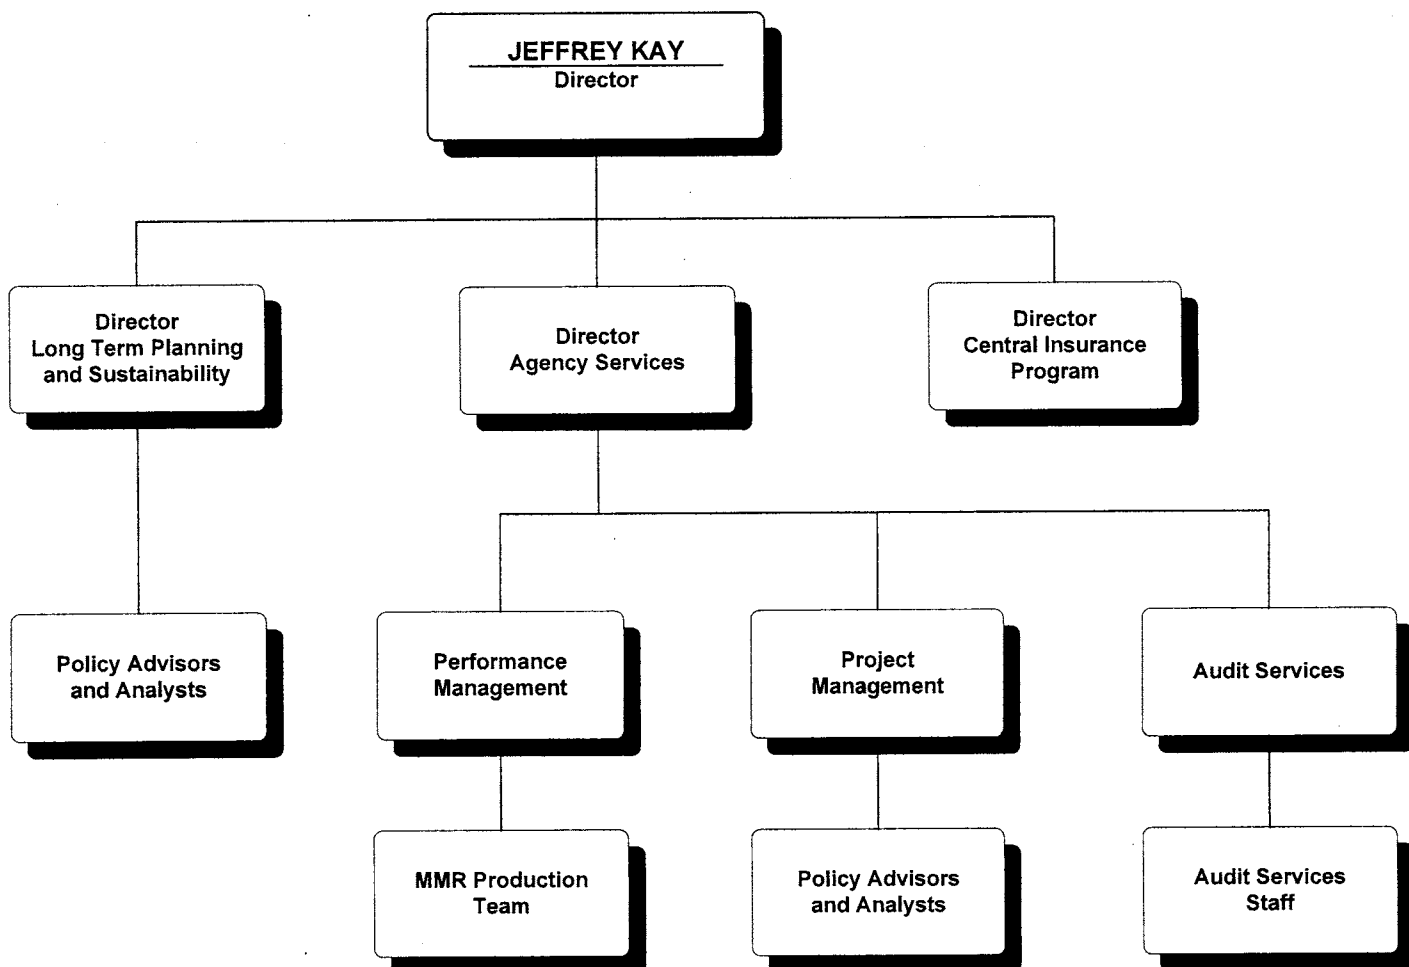 JEFFREY KAY
Director
Director
Long Term Planning
and Sustainability
Director
Agency Services
Director
Central Insurance
Program
Policy Advisors
and Analysts
Performance
Management
Project
Management
Audit Services
MMR Production
Team
Policy Advisors
and Analysts
Audit Services
Staff